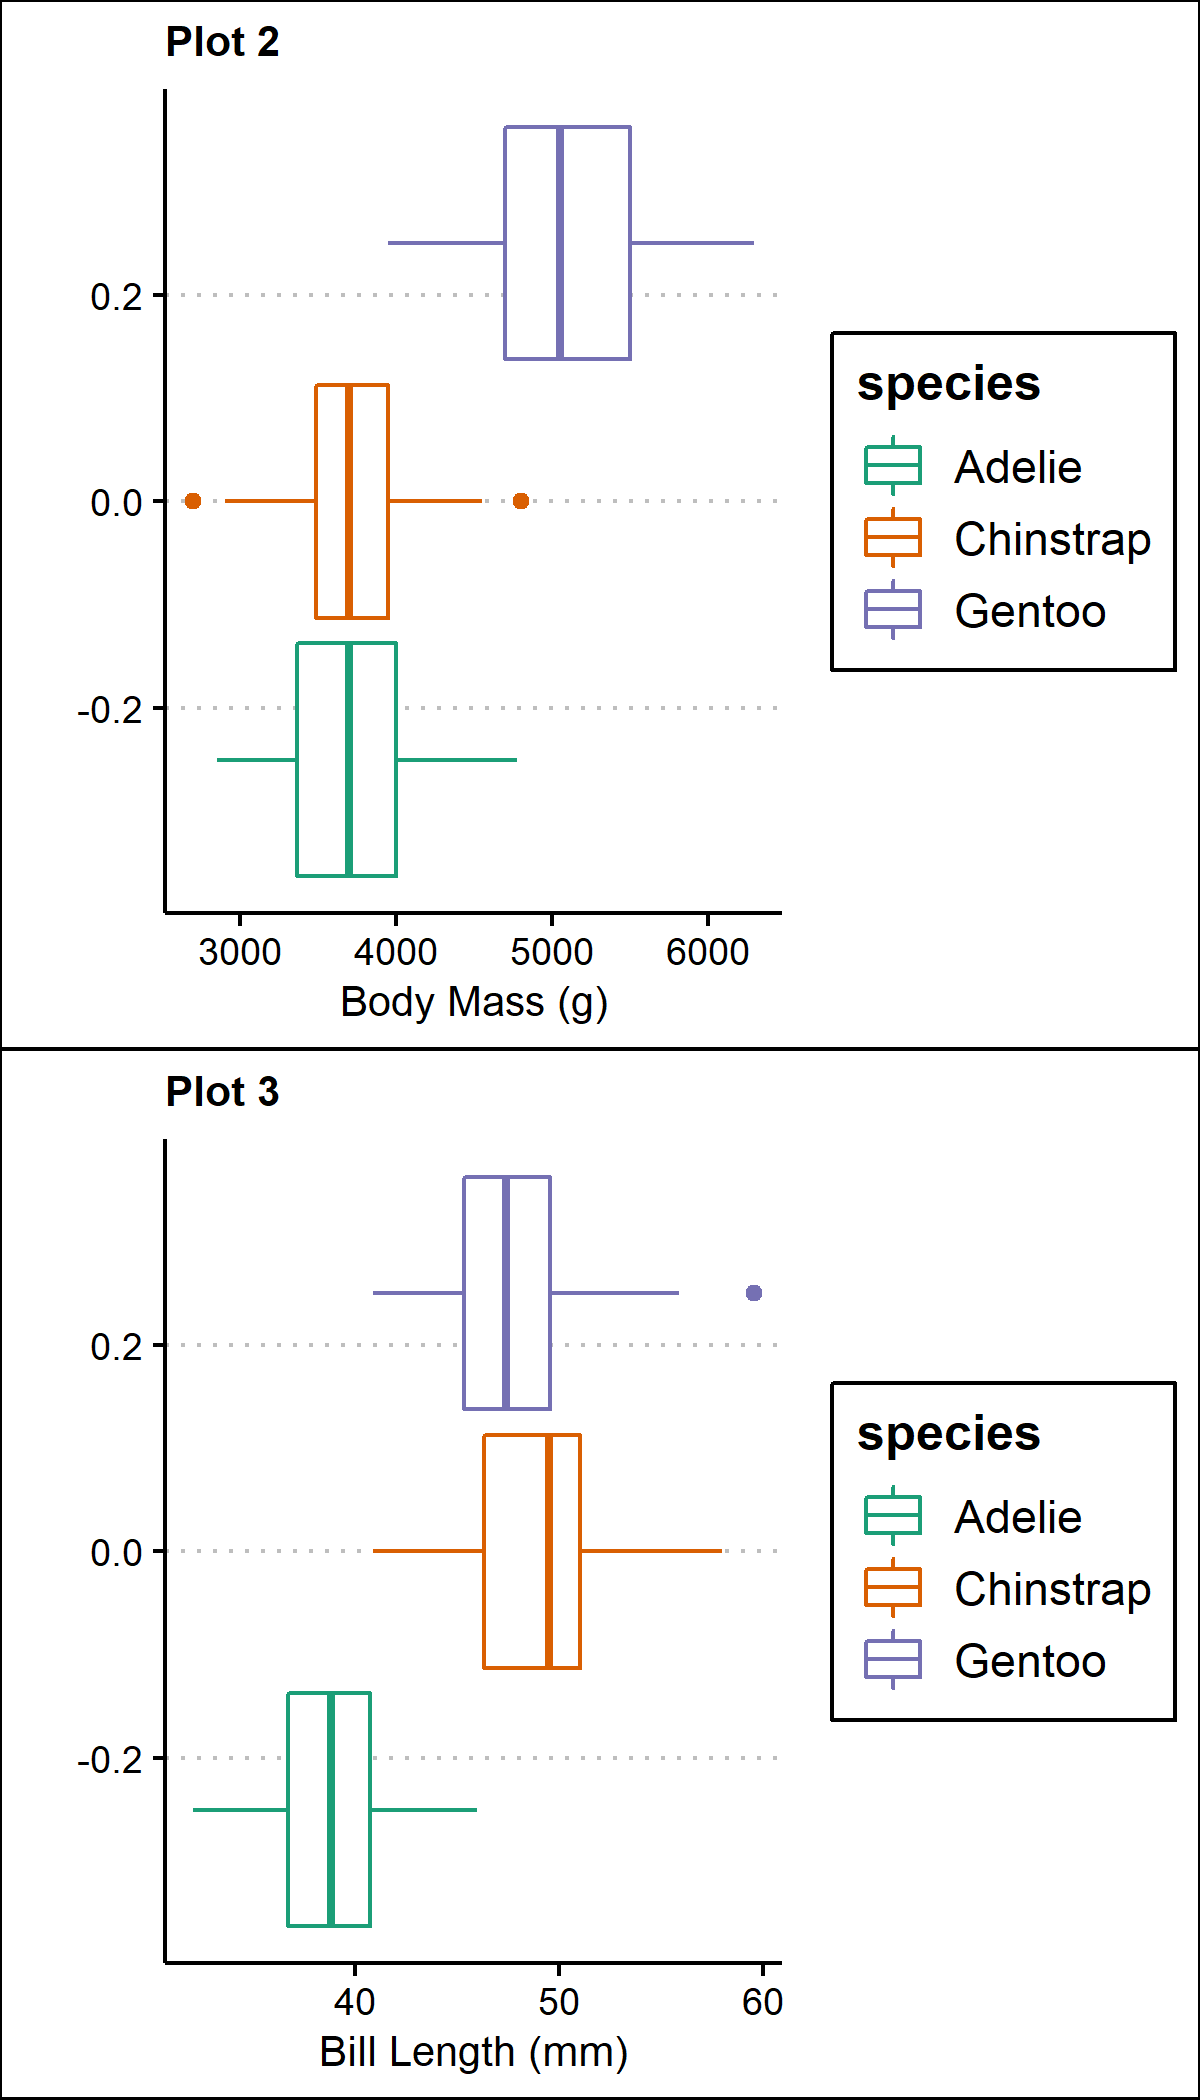 Plot 2
0.2
0.0
-0.2
3000 4000 5000 6000
Body Mass (g)
species
Adelie
Chinstrap
Gentoo
Plot 3
0.2
0.0
-0.2
40 50 60
Bill Length (mm)
species
Adelie
Chinstrap
Gentoo